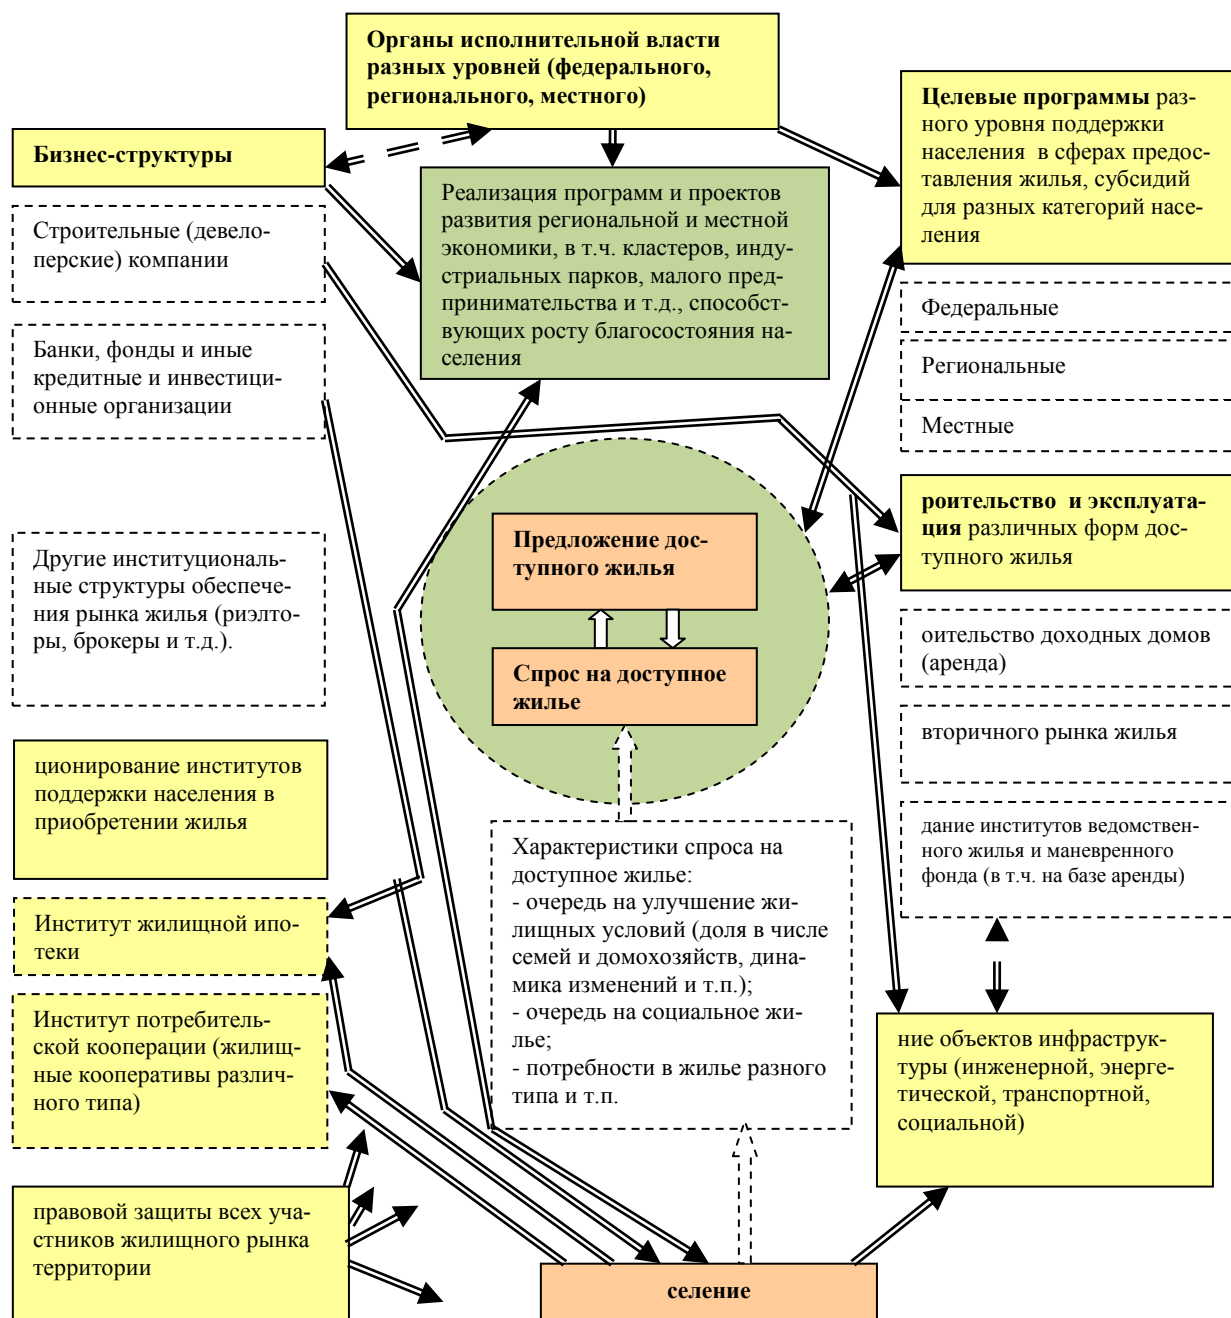 Органы исполнительной власти
разных уровней (федерального,
регионального, местного)
Целевые программы раз-
ного уровня поддержки
населения в сферах предос-
тавления жилья, субсидий
для разных категорий насе-
ления
Бизнес-структуры
Реализация программ и проектов
развития региональной и местной
экономики, в т.ч. кластеров, инду-
стриальных парков, малого пред-
принимательства и т.д., способст-
вующих росту благосостояния на-
селения
Строительные (девело-
перские) компании
Федеральные
Банки, фонды и иные
кредитные и инвестици-
онные организации
Региональные
Местные
роительство и эксплуата-
ция различных форм дос-
тупного жилья
Предложение дос-
тупного жилья
Другие институциональ-
ные структуры обеспече-
ния рынка жилья (риэлто-
ры, брокеры и т.д.).
оительство доходных домов
(аренда)
Спрос на доступное
жилье
вторичного рынка жилья
ционирование институтов
поддержки населения в
приобретении жилья
дание институтов ведомствен-
ного жилья и маневренного
фонда (в т.ч. на базе аренды)
Характеристики спроса на
доступное жилье:
- очередь на улучшение жи-
лищных условий (доля в числе
семей и домохозяйств, дина-
мика изменений и т.п.);
- очередь на социальное жи-
лье;
- потребности в жилье разного
типа и т.п.
Институт жилищной ипо-
теки
Институт потребитель-
ской кооперации (жилищ-
ные кооперативы различ-
ного типа)
ние объектов инфраструк-
туры (инженерной, энерге-
тической, транспортной,
социальной)
правовой защиты всех уча-
стников жилищного рынка
территории
селение